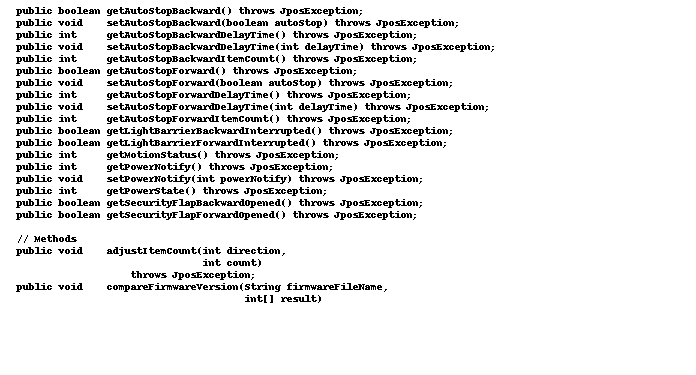 public boolean getAutoStopBackward() throws JposException;
public void    setAutoStopBackward(boolean autoStop) throws JposException;
public int     getAutoStopBackwardDelayTime() throws JposException;
public void    setAutoStopBackwardDelayTime(int delayTime) throws JposException;
public int     getAutoStopBackwardItemCount() throws JposException;
public boolean getAutoStopForward() throws JposException;
public void    setAutoStopForward(boolean autoStop) throws JposException;
public int     getAutoStopForwardDelayTime() throws JposException;
public void    setAutoStopForwardDelayTime(int delayTime) throws JposException;
public int     getAutoStopForwardItemCount() throws JposException;
public boolean getLightBarrierBackwardInterrupted() throws JposException;
public boolean getLightBarrierForwardInterrupted() throws JposException;
public int     getMotionStatus() throws JposException;
public int     getPowerNotify() throws JposException;
public void    setPowerNotify(int powerNotify) throws JposException;
public int     getPowerState() throws JposException;
public boolean getSecurityFlapBackwardOpened() throws JposException;
public boolean getSecurityFlapForwardOpened() throws JposException;
// Methods
public void    adjustItemCount(int direction,
                               int count)
                   throws JposException;
public void    compareFirmwareVersion(String firmwareFileName,
                                      int[] result)